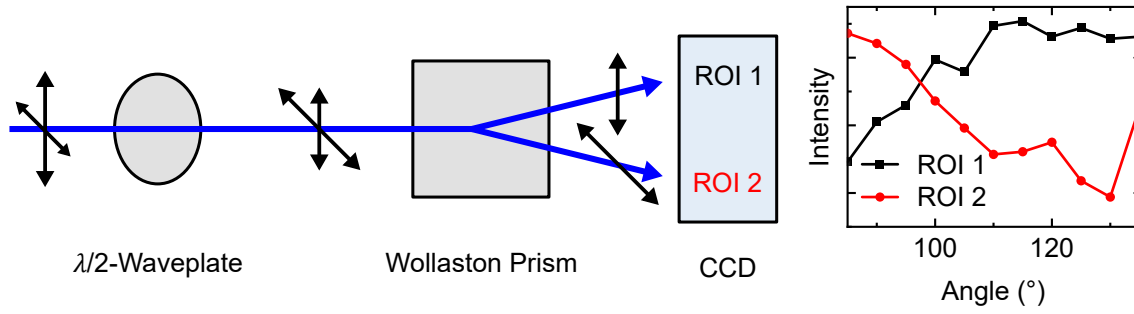 ROI 1
ROI 2
λ/2-Waveplate
Wollaston Prism
CCD
Intensity
ROI 1
ROI 2
100
120
Angle (°)